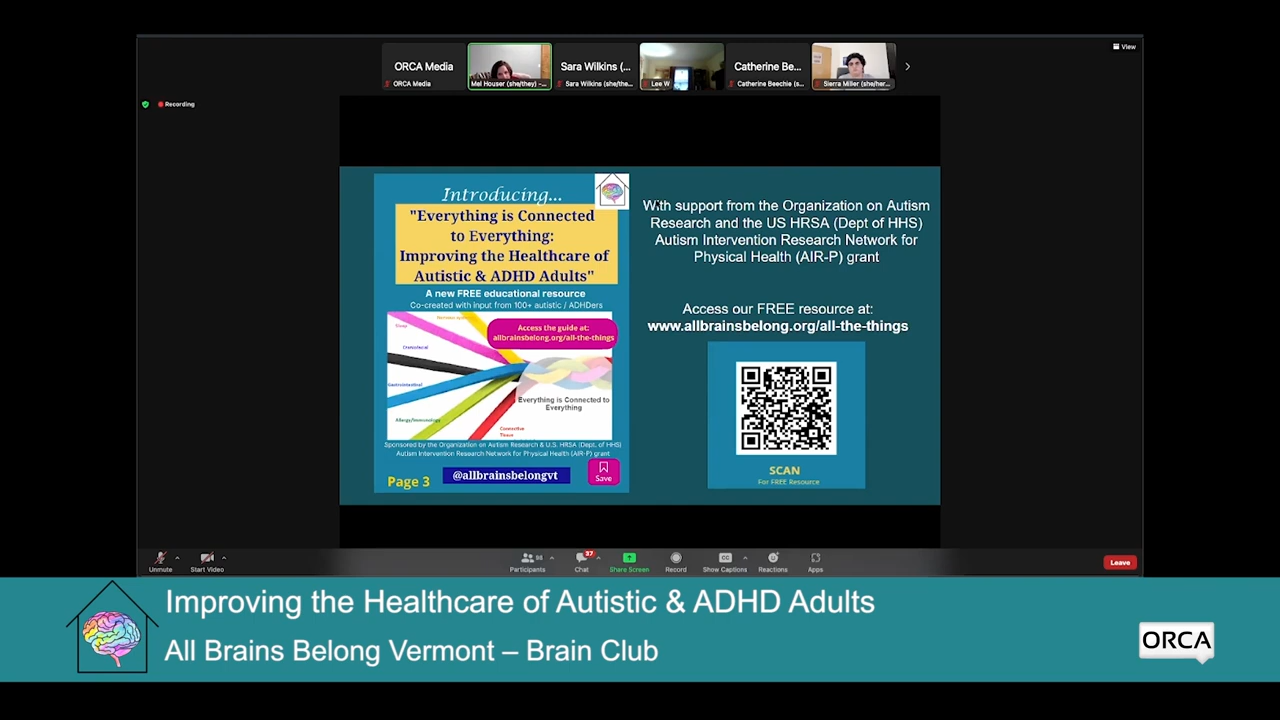 View
ORCA Media
Sara Wilkins (...
Catherine Be...
ORCA Media
Mel Houser (she/they) -...
Sara Wilkins (she/the...
Lee W
Catherine Beechie (s...
Sierra Miller (she/her...
Recording
Introducing...
"Everything is Connected
to Everything:
Improving the Healthcare of
Autistic & ADHD Adults"
A new FREE educational resource
Co-created with input from 100+ autistic / ADHDers
Access the guide at:
allbrainsbelong.org/all-the-things
Sleep
Craniofacial
Gastrointestinal
Allergy/Immunology
Connective
Tissue
Everything is Connected to
Everything
Sponsored by the Organization on Autism Research & U.S. HRSA (Dept. of HHS)
Autism Intervention Research Network for Physical Health (AIR-P) grant
Page 3
@allbrainsbelongvt
Save
With support from the Organization on Autism
Research and the US HRSA (Dept of HHS)
Autism Intervention Research Network for
Physical Health (AIR-P) grant
Access our FREE resource at:
www.allbrainsbelong.org/all-the-things
SCAN
For FREE Resource
Unmute
Start Video
Participants
37
Chat
Share Screen
Record
CC
Show Captions
Reactions
Apps
Leave
Improving the Healthcare of Autistic & ADHD Adults
All Brains Belong Vermont – Brain Club
ORCA